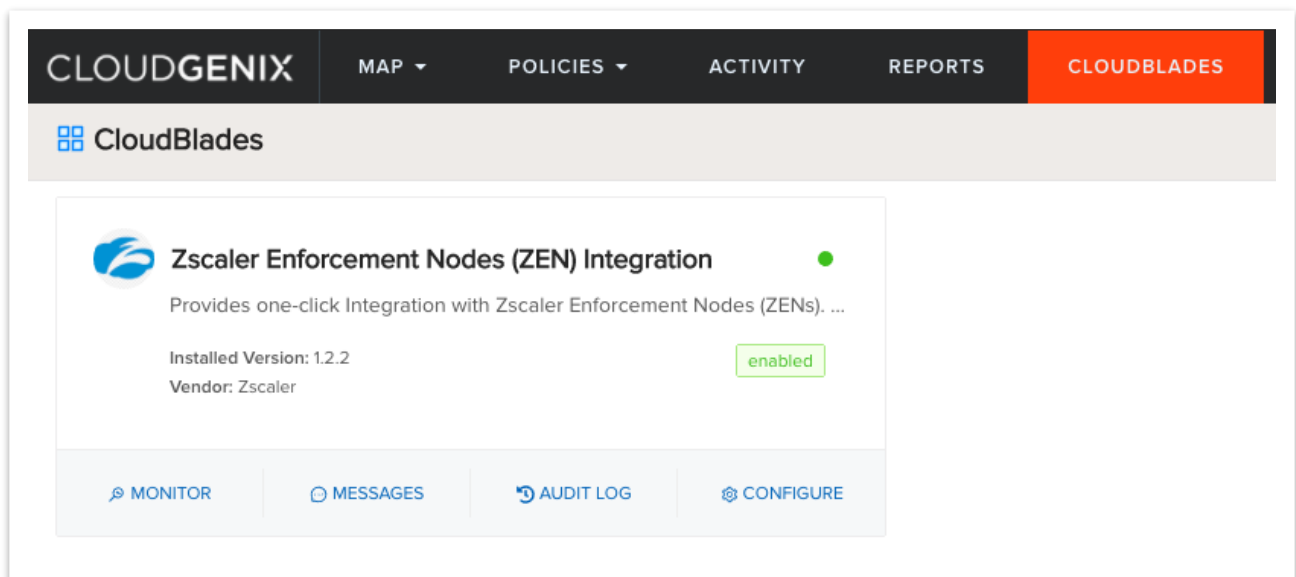 CLOUDGENIX MAP POLICIES ACTIVITY REPORTS CLOUDBLADES
CloudBlades
Zscaler Enforcement Nodes (ZEN) Integration
Provides one-click Integration with Zscaler Enforcement Nodes (ZENs). ...
Installed Version: 1.2.2
enabled
Vendor: Zscaler
MONITOR MESSAGES AUDIT LOG CONFIGURE